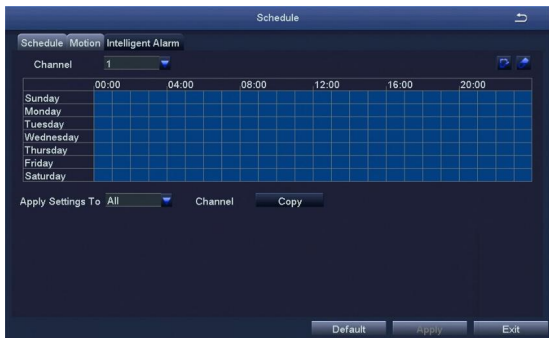 Schedule
Schedule Motion Intelligent Alarm
Channel 1
00:00 04:00 08:00 12:00 16:00 20:00
Sunday
Monday
Tuesday
Wednesday
Thursday
Friday
Saturday
Apply Settings To All Channel Copy
Default Apply Exit